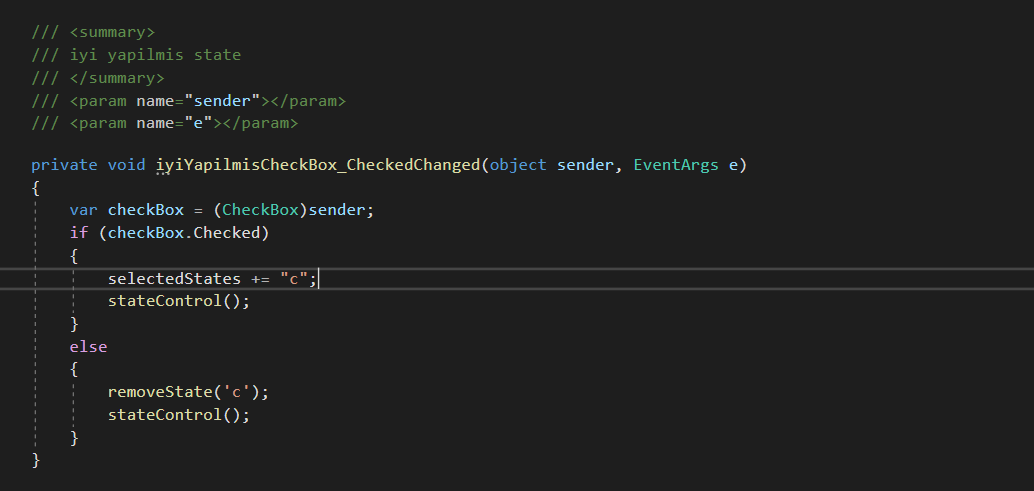 /// <summary>
/// iyi yapilmis state
/// </summary>
/// <param name="sender"></param>
/// <param name="e"></param>
private void iyiYapilmisCheckBox_CheckedChanged(object sender, EventArgs e)
{
var checkBox = (CheckBox)sender;
if (checkBox.Checked)
{
selectedStates += "c";
stateControl();
}
else
{
removeState('c');
stateControl();
}
}